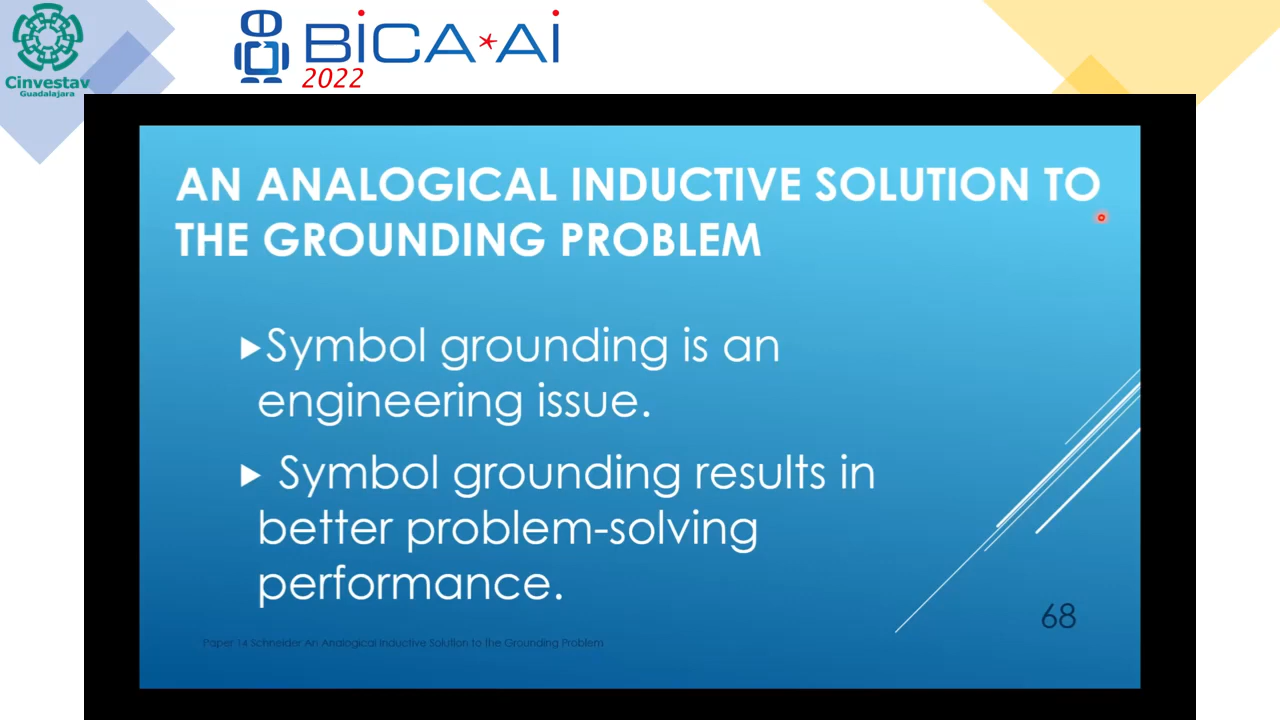 Cinvestav
Guadalajara
BiCA*Ai
2022
AN ANALOGICAL INDUCTIVE SOLUTION TO
THE GROUNDING PROBLEM
▶Symbol grounding is an
engineering issue.
▶ Symbol grounding results in
better problem-solving
performance.
68
Paper 14 Schneider An Analogical Inductive Solution to the Grounding Problem